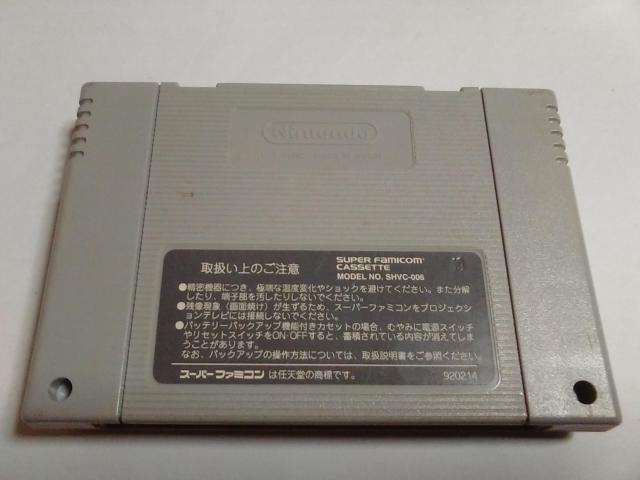 Nintendo
取扱い上のご注意
SUPER FAMICOM
CASSETTE
MODEL NO. SHVC-006
●精密機器につき、極端な温度変化やショックを避けてください。また分解
したり、端子部を汚したりしないでください。
●残像現象(画面焼け)が生ずるため、スーパーファミコンをプロジェクショ
ンテレビには接続しないでください。
●バッテリーバックアップ機能付きカセットの場合、むやみに電源スイッチ
やリセットスイッチをON・OFFすると、蓄積されている内容が消えてしま
うことがあります。
なお、バックアップの操作方法については、取扱説明書をご参照ください。
スーパーファミコン は任天堂の商標です。
920214